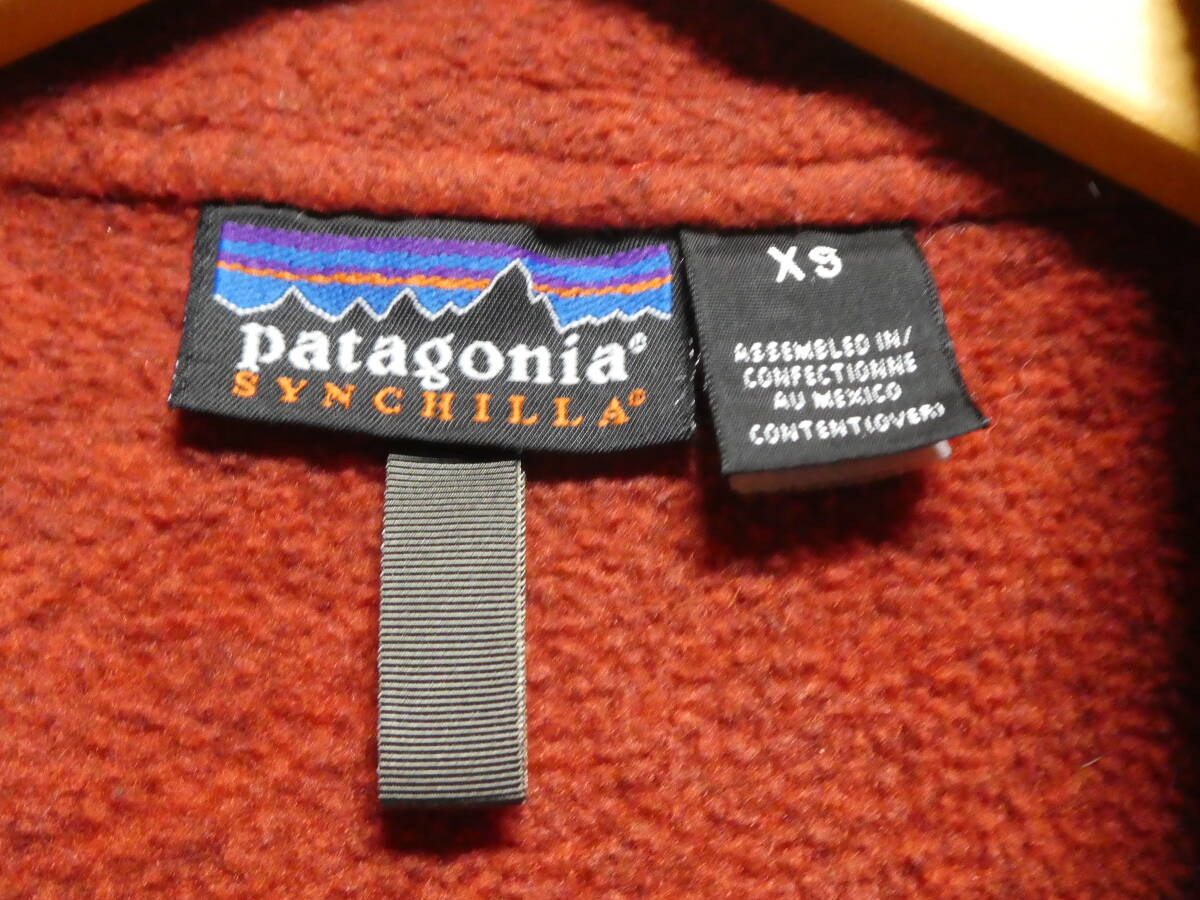 patagonia®
SYNCHILLA®
XS
ASSEMBLED IN/
CONFECTIONNE
AU MEXICO
CONTENT(OVER)